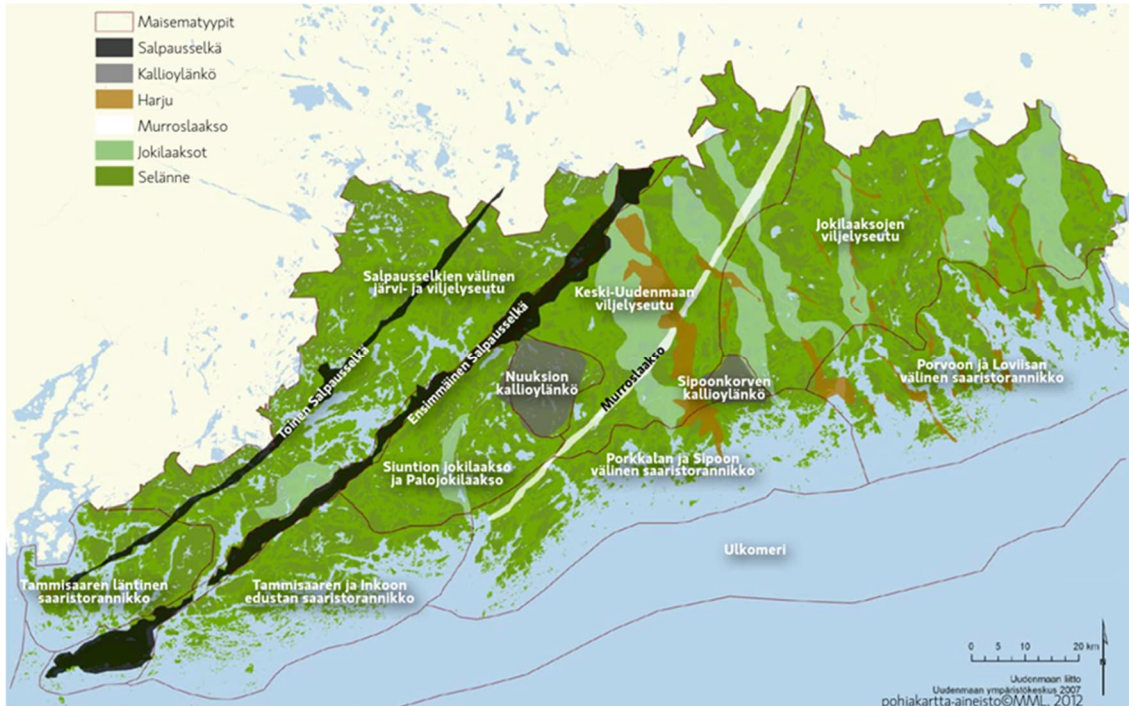 Maisematyypit
Salpausselkä
Kallioylänkö
Harju
Murroslaakso
Jokilaaksot
Selänne
Jokilaaksojen
viljelyseutu
Salpausselkien välinen
järvi- ja viljelyseutu
Keski-Uudenmaan
viljelyseutu
Toinen Salpausselkä
Ensimmäinen Salpausselkä
Murroslaakso
Nuuksion
kallioylänkö
Sipoonkorven
kallioylänkö
Porvoon ja Loviisan
välinen saaristorannikko
Siuntion jokilaakso
ja Palojokilaakso
Porkkalan ja Sipoon
välinen saaristorannikko
Ulkomeri
Tammisaaren läntinen
saaristorannikko
Tammisaaren ja Inkoon
edustan saaristorannikko
0 5 10 20 km
N
Uudenmaan liitto
Uudenmaan ympäristökeskus 2007
pohjakartta-aineisto©MML, 2012